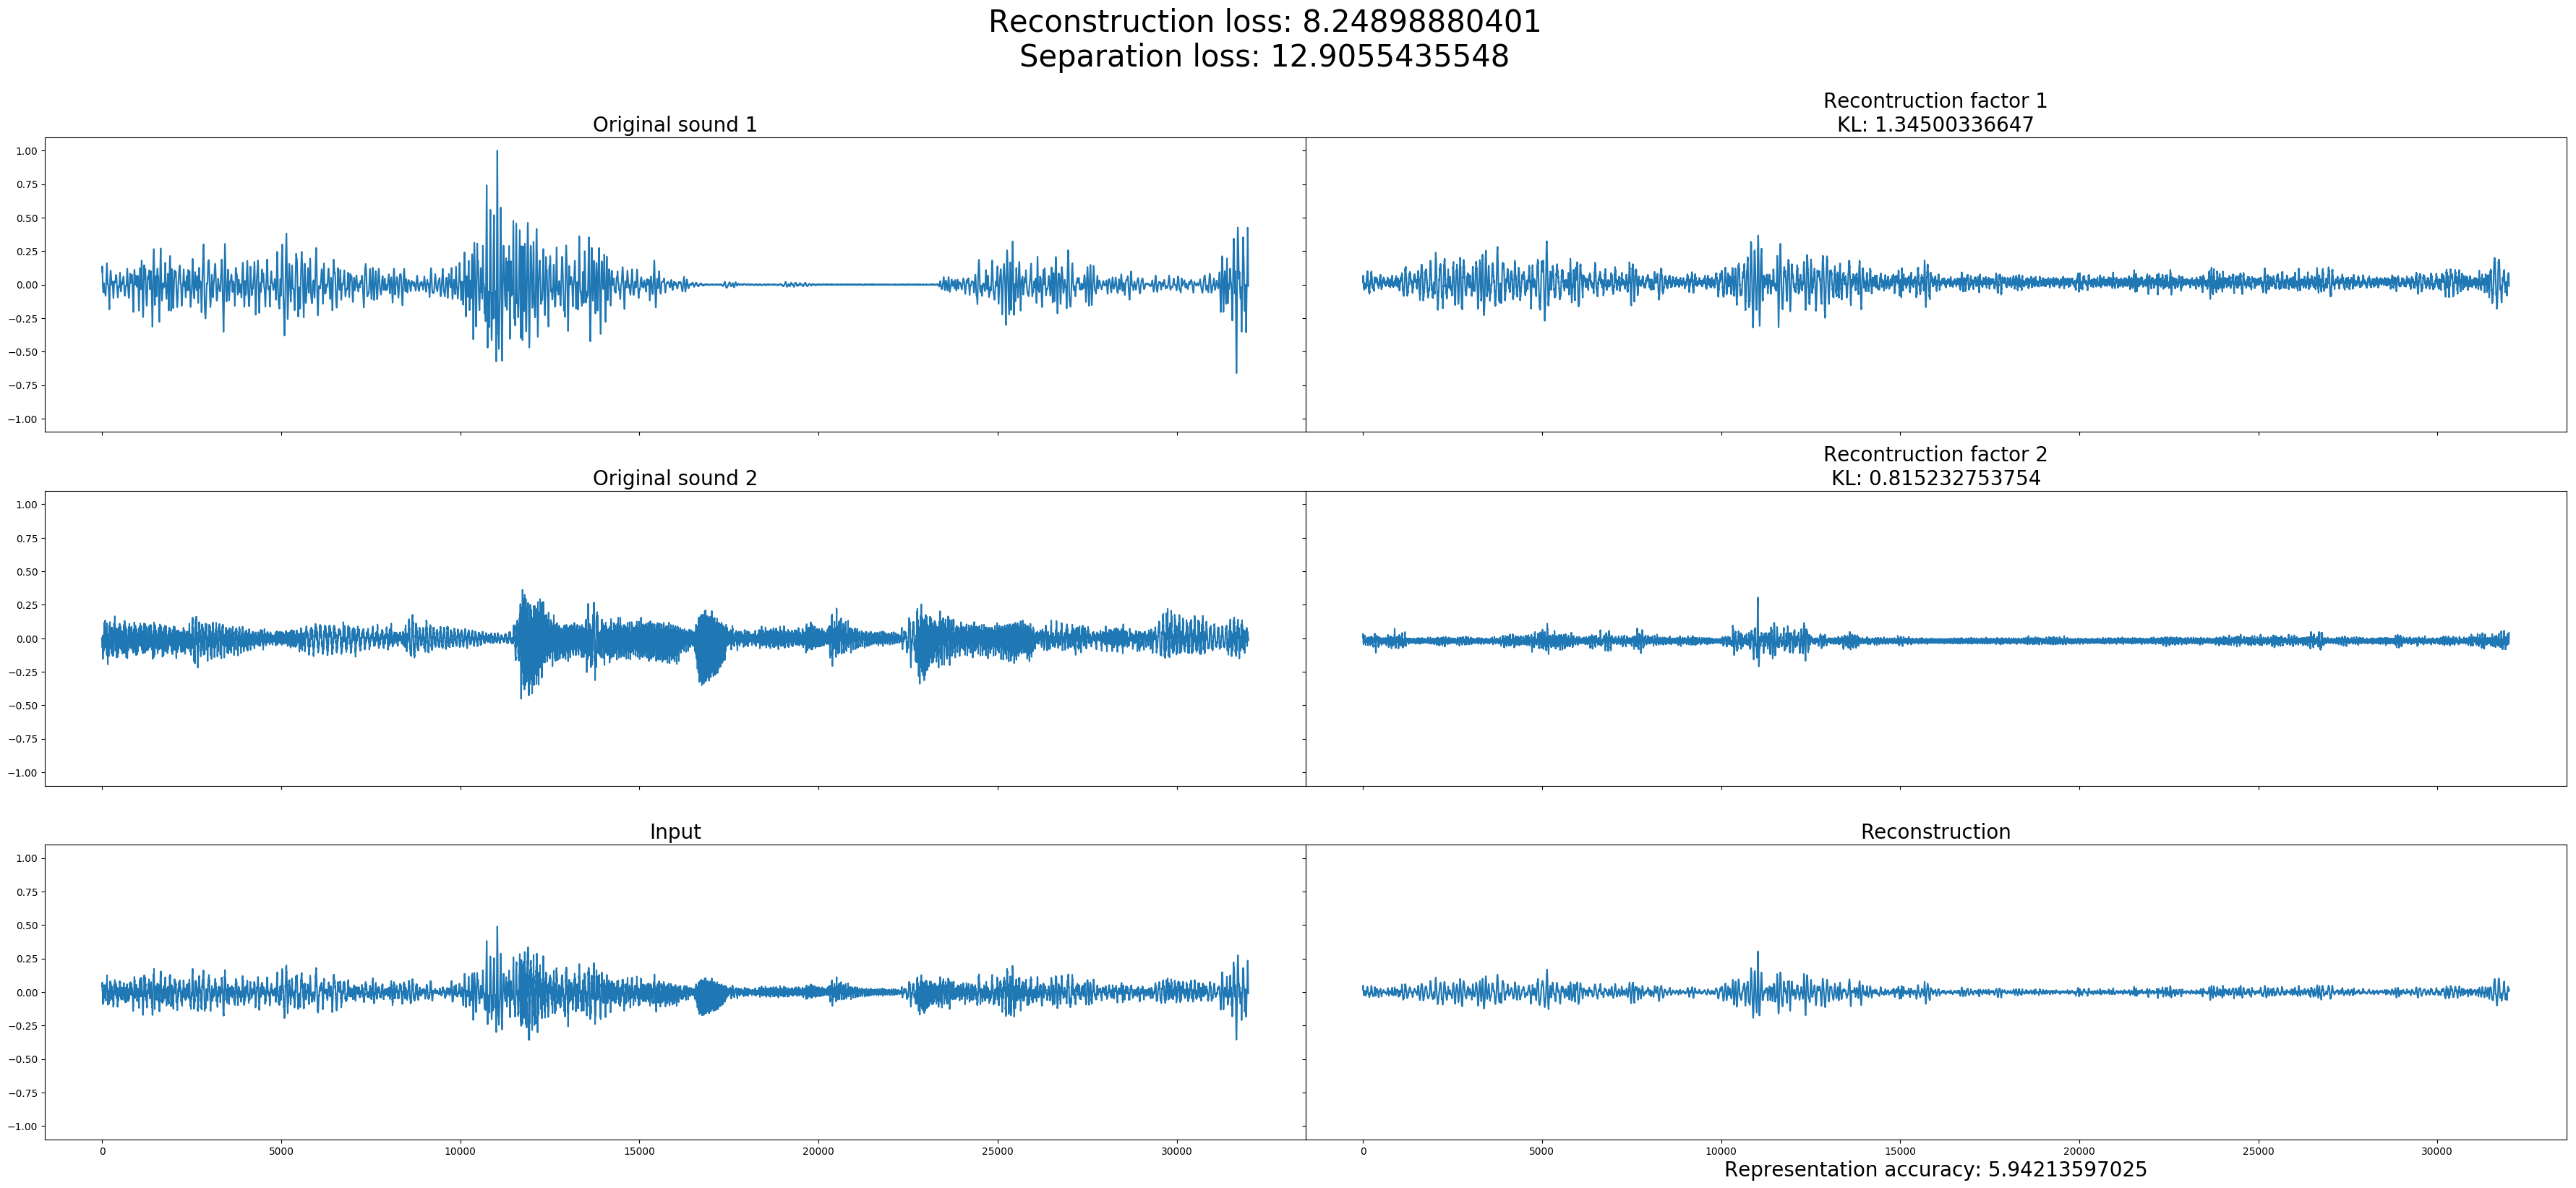 Reconstruction loss: 8.24898880401
Separation loss: 12.9055435548
Original sound 1
Recontruction factor 1
KL: 1.34500336647
1.00
0.75
0.50
0.25
0.00
−0.25
−0.50
−0.75
−1.00
Original sound 2
Recontruction factor 2
KL: 0.815232753754
1.00
0.75
0.50
0.25
0.00
−0.25
−0.50
−0.75
−1.00
Input
Reconstruction
1.00
0.75
0.50
0.25
0.00
−0.25
−0.50
−0.75
−1.00
0 5000 10000 15000 20000 25000 30000
0 5000 10000 15000 20000 25000 30000
Representation accuracy: 5.94213597025